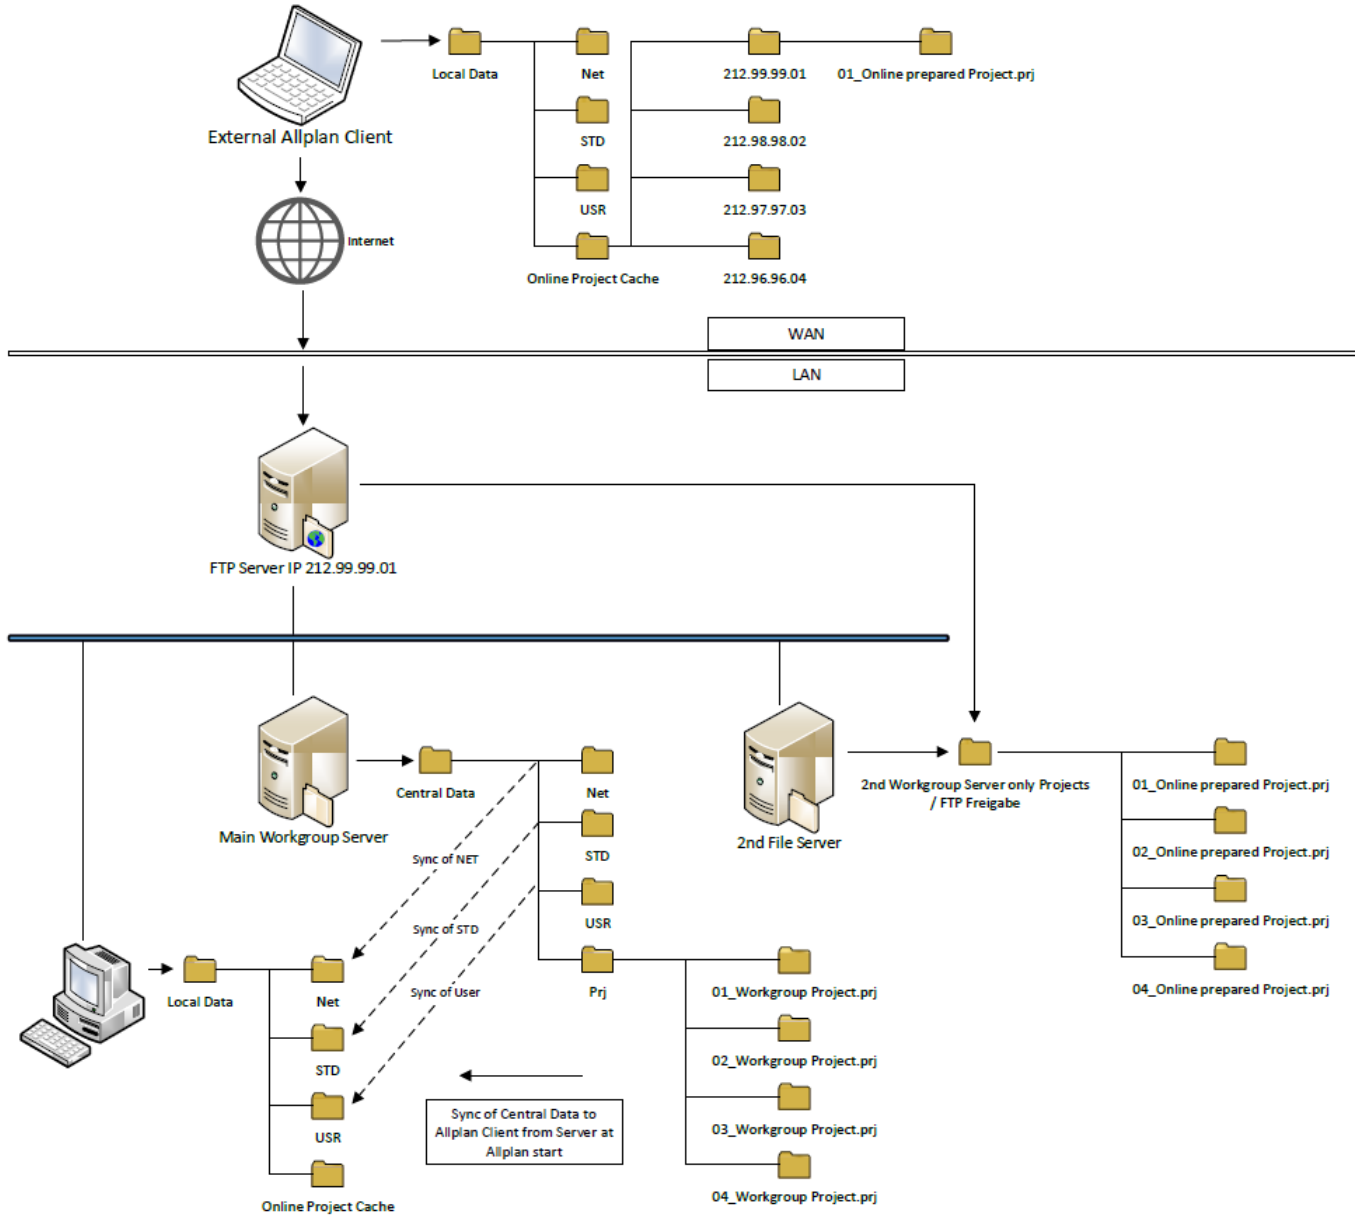 Local Data
Net
212.99.99.01
01_Online prepared Project.prj
External Allplan Client
STD
212.98.98.02
USR
212.97.97.03
Internet
Online Project Cache
212.96.96.04
WAN
LAN
FTP Server IP 212.99.99.01
Main Workgroup Server
Central Data
Net
STD
USR
Prj
Sync of NET
Sync of STD
Sync of User
2nd File Server
2nd Workgroup Server only Projects
/ FTP Freigabe
01_Online prepared Project.prj
02_Online prepared Project.prj
03_Online prepared Project.prj
04_Online prepared Project.prj
Local Data
Net
STD
USR
Online Project Cache
Sync of Central Data to
Allplan Client from Server at
Allplan start
01_Workgroup Project.prj
02_Workgroup Project.prj
03_Workgroup Project.prj
04_Workgroup Project.prj